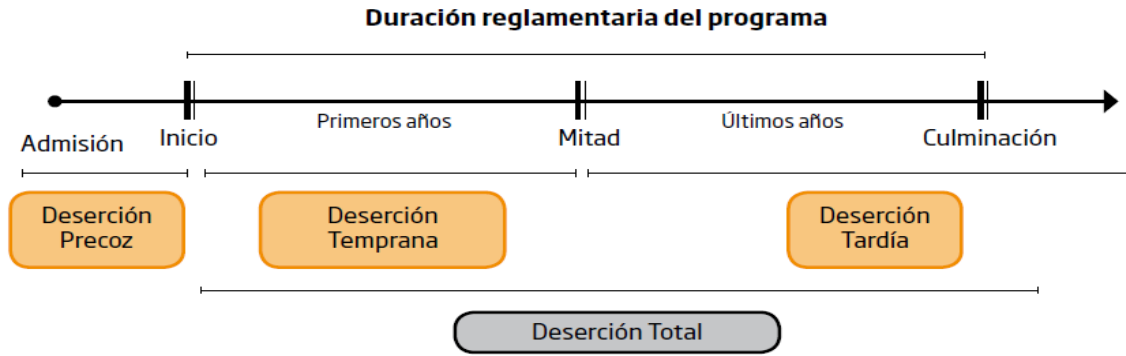 Duración reglamentaria del programa
Primeros años
Últimos años
Admisión
Inicio
Mitad
Culminación
Deserción
Precoz
Deserción
Temprana
Deserción
Tardía
Deserción Total